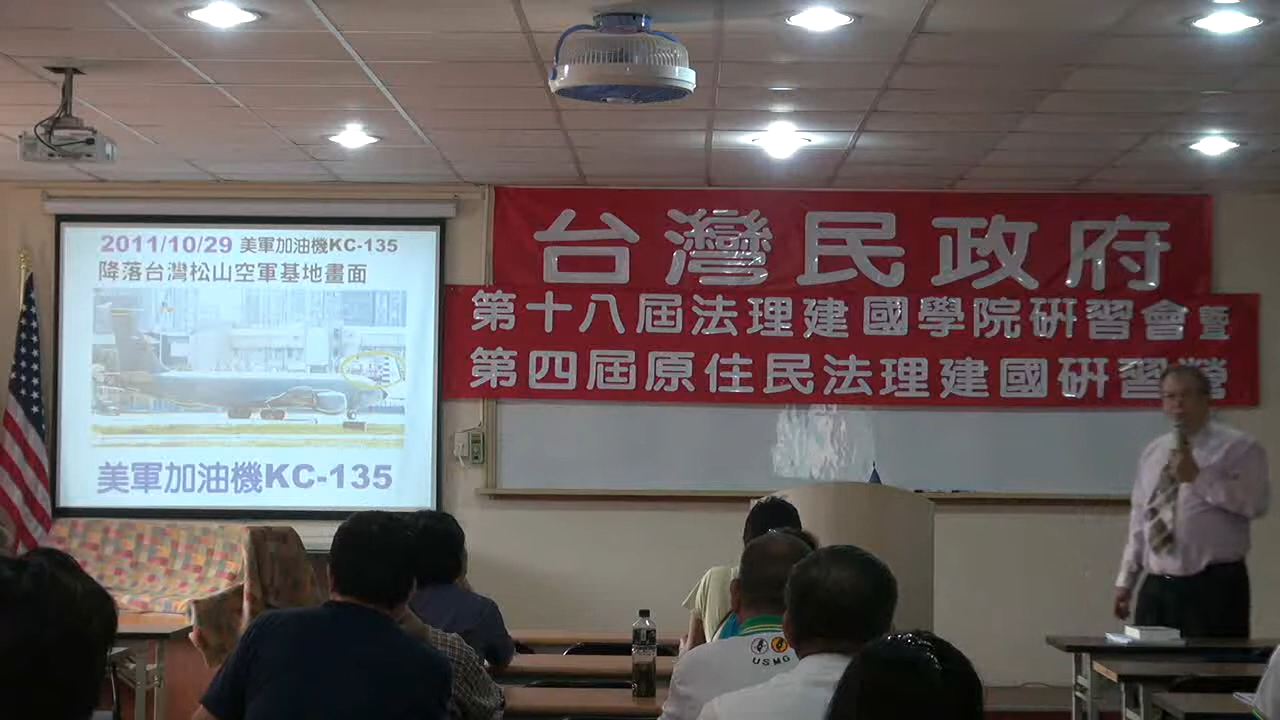 2011/10/29 美軍加油機KC-135
降落台灣松山空軍基地畫面
美軍加油機KC-135
台灣民政府
第十八屆法理建國學院研習會暨
第四屆原住民法理建國研習營
USMG